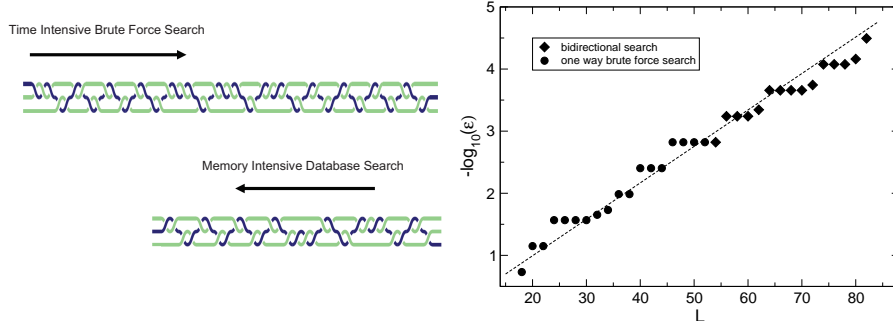 Time Intensive Brute Force Search
Memory Intensive Database Search
bidirectional search
one way brute force search
-log10(ε)
5
4
3
2
1
20 30 40 50 60 70 80
L